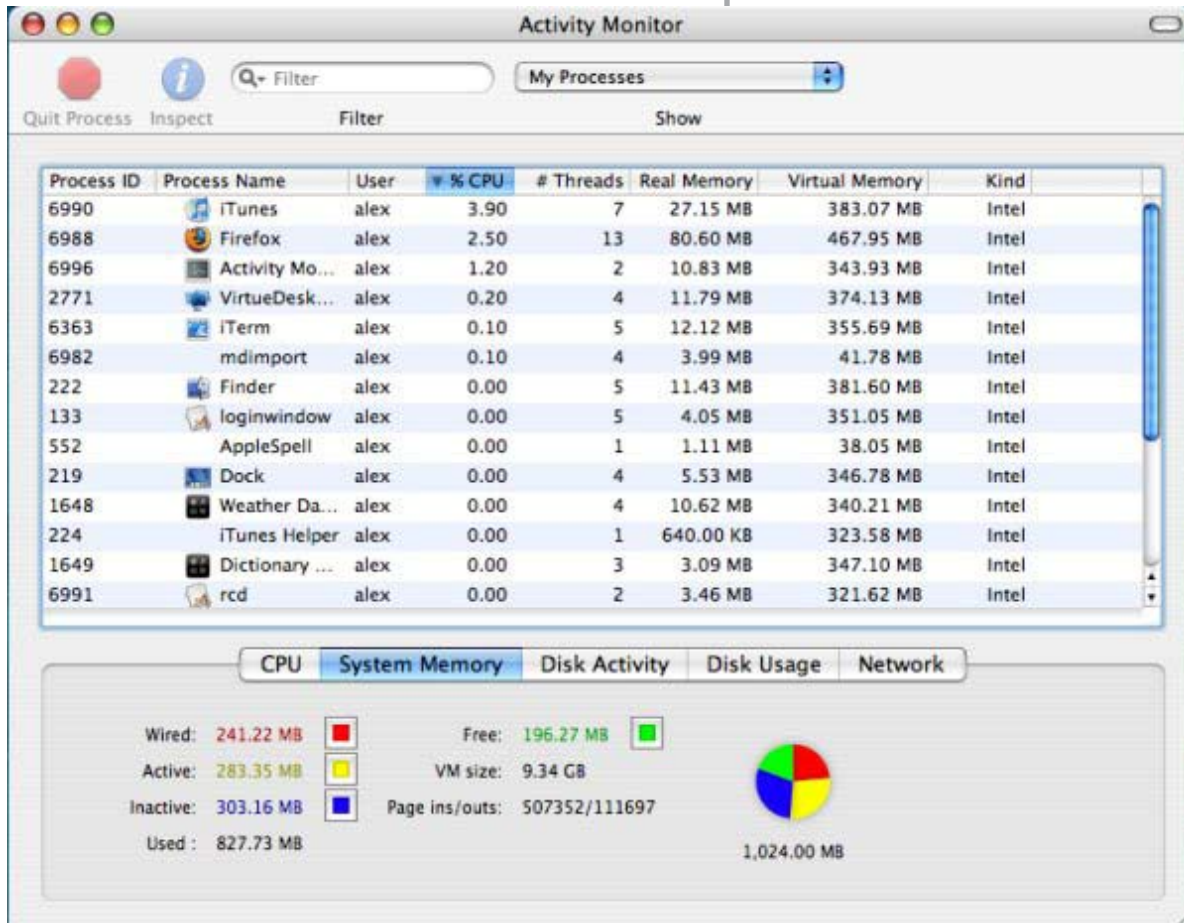 Activity Monitor
Filter
My Processes
Quit Process Inspect Filter Show
Process ID Process Name User % CPU # Threads Real Memory Virtual Memory Kind
6990 iTunes alex 3.90 7 27.15 MB 383.07 MB Intel
6988 Firefox alex 2.50 13 80.60 MB 467.95 MB Intel
6996 Activity Mo... alex 1.20 2 10.83 MB 343.93 MB Intel
2771 VirtueDesk... alex 0.20 4 11.79 MB 374.13 MB Intel
6363 iTerm alex 0.10 5 12.12 MB 355.69 MB Intel
6982 mdimport alex 0.10 4 3.99 MB 41.78 MB Intel
222 Finder alex 0.00 5 11.43 MB 381.60 MB Intel
133 loginwindow alex 0.00 5 4.05 MB 351.05 MB Intel
552 AppleSpell alex 0.00 1 1.11 MB 38.05 MB Intel
219 Dock alex 0.00 4 5.53 MB 346.78 MB Intel
1648 Weather Da... alex 0.00 4 10.62 MB 340.21 MB Intel
224 iTunes Helper alex 0.00 1 640.00 KB 323.58 MB Intel
1649 Dictionary ... alex 0.00 3 3.09 MB 347.10 MB Intel
6991 rcd alex 0.00 2 3.46 MB 321.62 MB Intel
CPU System Memory Disk Activity Disk Usage Network
Wired: 241.22 MB Free: 196.27 MB
Active: 283.35 MB VM size: 9.34 GB
Inactive: 303.16 MB Page ins/outs: 507352/111697
Used : 827.73 MB
1,024.00 MB